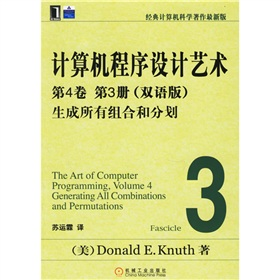 经典计算机科学著作最新版
计算机程序设计艺术
第4卷 第3册（双语版）
生成所有组合和分划
The Art of Computer
Programming, Volume 4
Generating All Combinations
and Permutations
苏运霖 译
Fascicle
3
（美）Donald E. Knuth 著
机械工业出版社
China Machine Press